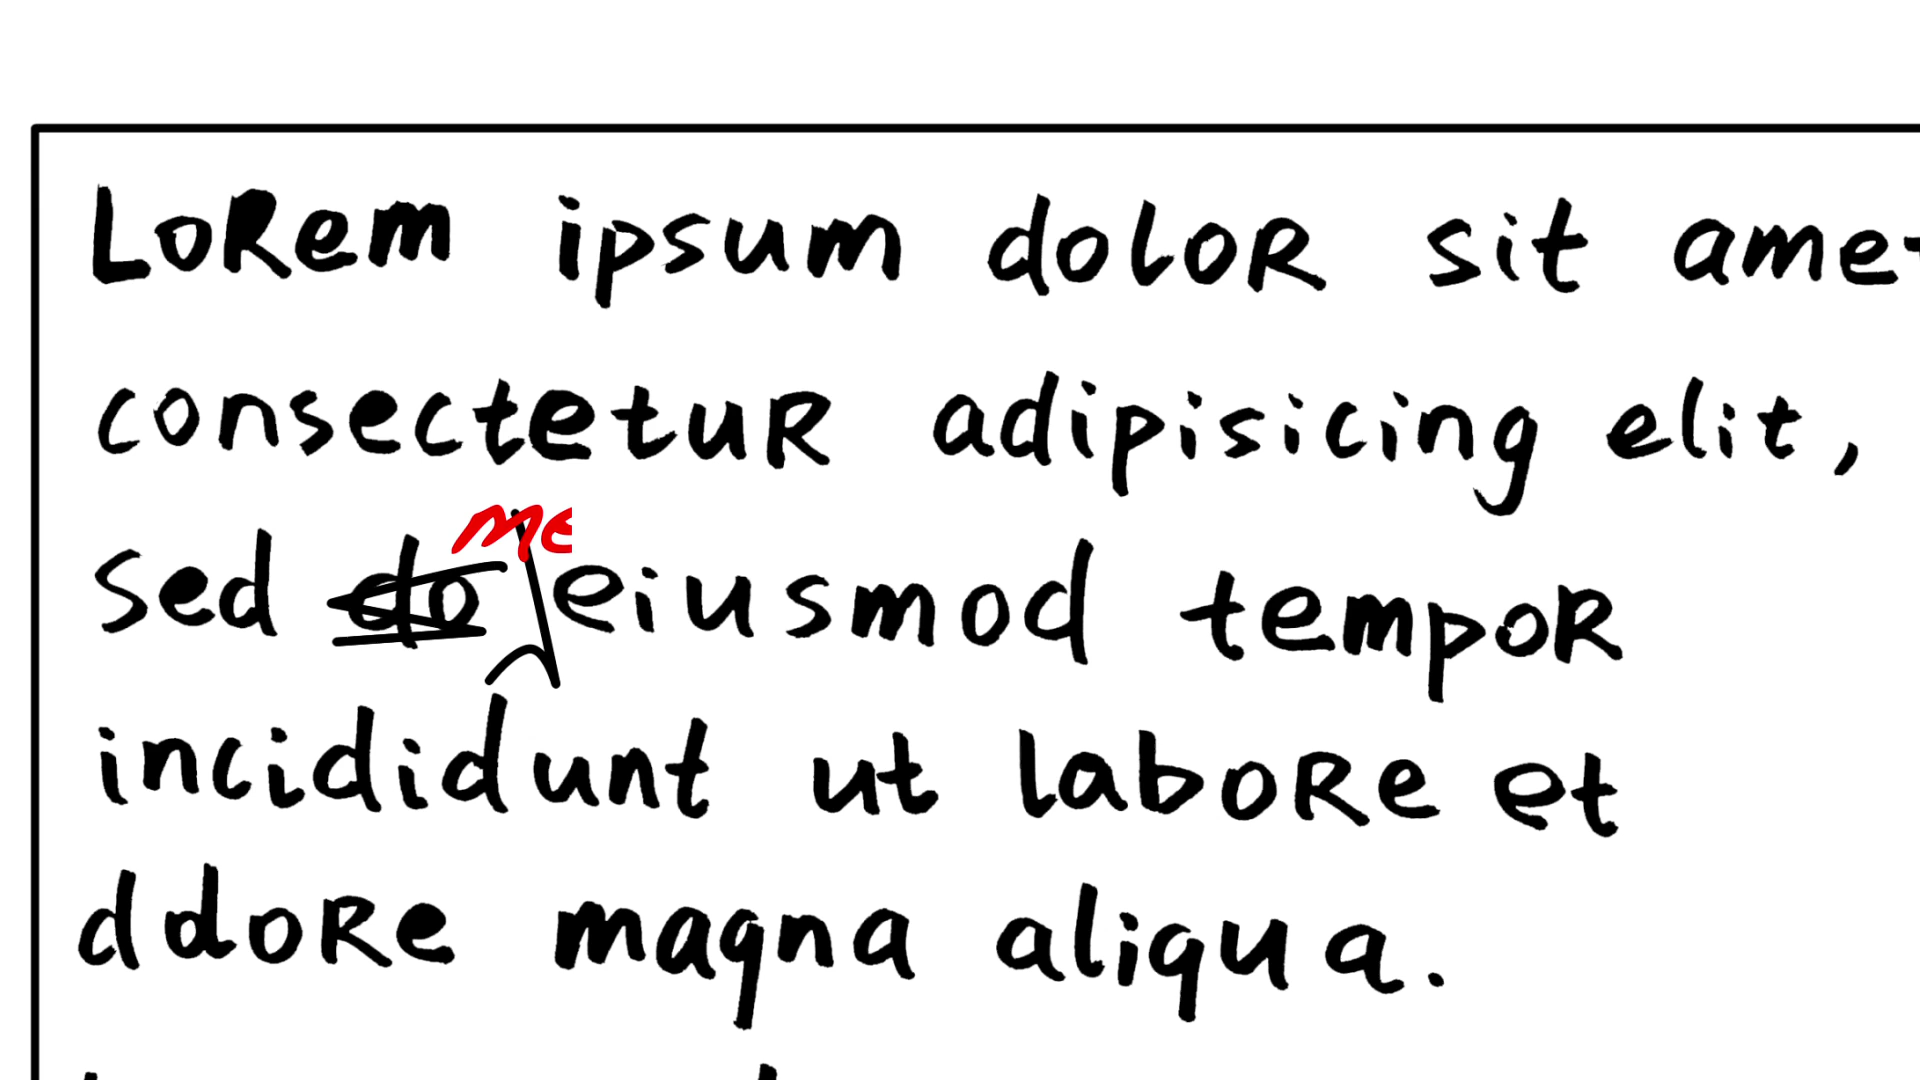 Lorem ipsum dolor sit amet
consectetur adipisicing elit,
me
sed do eiusmod tempor
incididunt ut labore et
ddore magna aliqua.